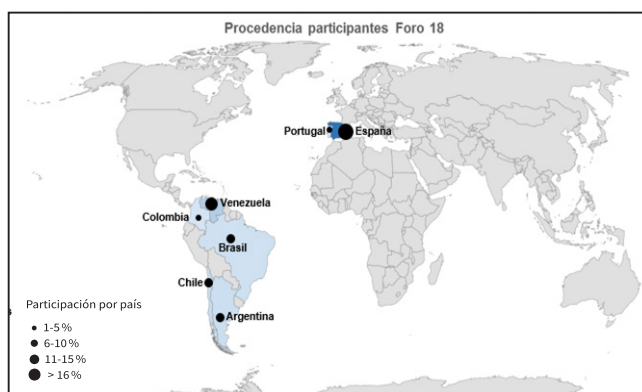 Procedencia participantes Foro 18
Portugal
España
Venezuela
Colombia
Brasil
Chile
Argentina
Participación por país
1-5 %
6-10 %
11-15 %
> 16 %